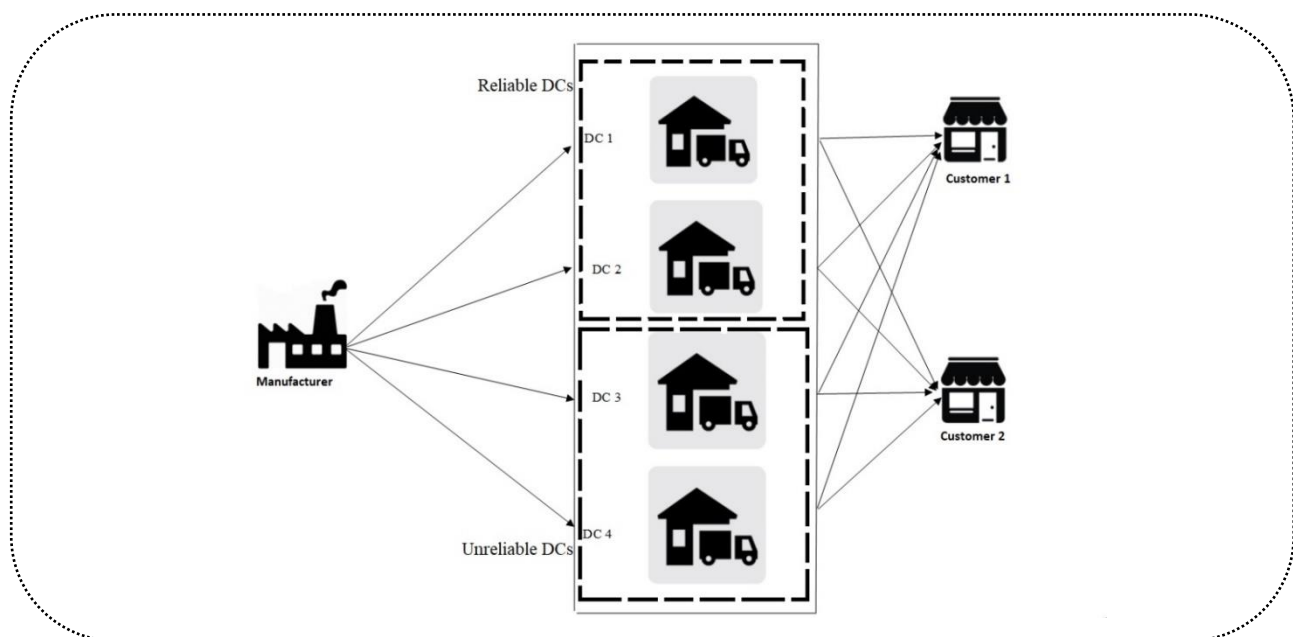 Reliable DCs
DC 1
Customer 1
DC 2
Manufacturer
DC 3
Customer 2
DC 4
Unreliable DCs